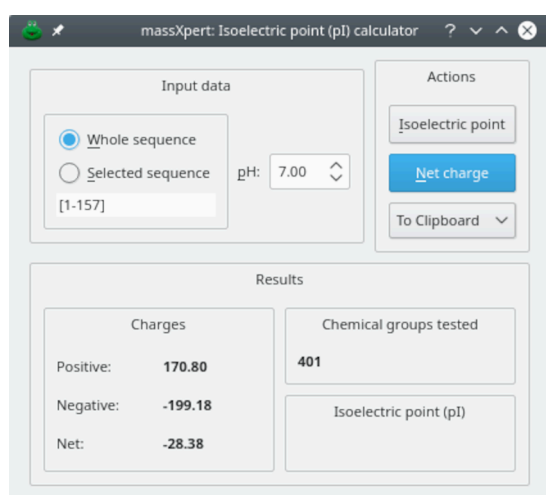 massXpert: Isoelectric point (pI) calculator ?
Input data
Whole sequence
Selected sequence
[1-157]
pH: 7.00
Actions
Isoelectric point
Net charge
To Clipboard
Results
Charges
Positive: 170.80
Negative: -199.18
Net: -28.38
Chemical groups tested
401
Isoelectric point (pI)